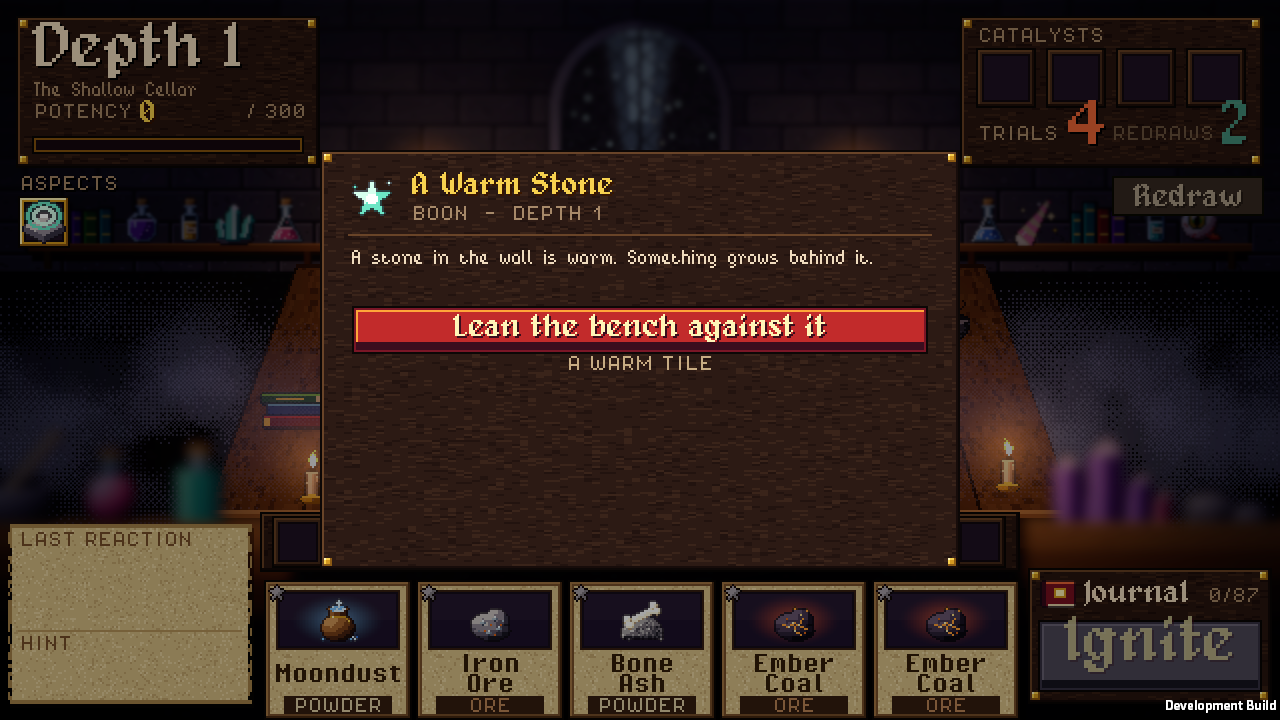 Depth 1
The Shallow Cellar
POTENCY 0 / 300
ASPECTS
CATALYSTS
TRIALS 4 REDRAWS 2
Redraw
A Warm Stone
BOON - DEPTH 1
A stone in the wall is warm. Something grows behind it.
Lean the bench against it
A WARM TILE
LAST REACTION
HINT
Moondust
POWDER
Iron
Ore
ORE
Bone
Ash
POWDER
Ember
Coal
ORE
Ember
Coal
ORE
Journal 0/87
Ignite
Development Build